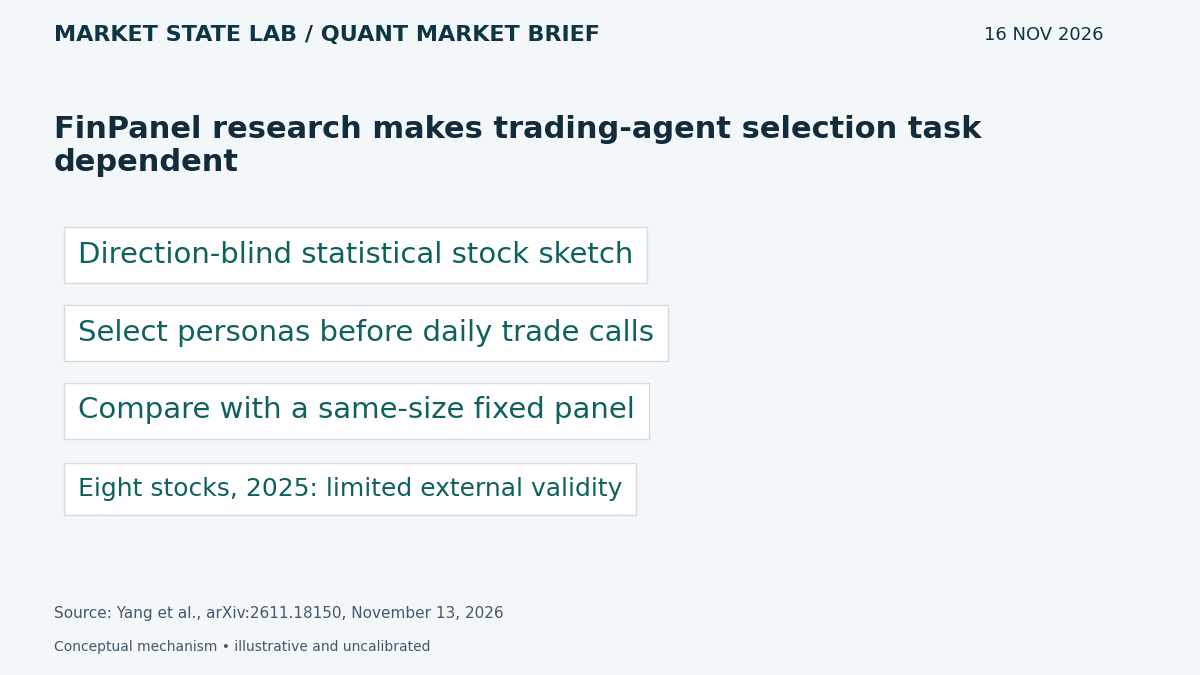 MARKET STATE LAB / QUANT MARKET BRIEF
16 NOV 2026
FinPanel research makes trading-agent selection task
dependent
Direction-blind statistical stock sketch
Select personas before daily trade calls
Compare with a same-size fixed panel
Eight stocks, 2025: limited external validity
Source: Yang et al., arXiv:2611.18150, November 13, 2026
Conceptual mechanism • illustrative and uncalibrated